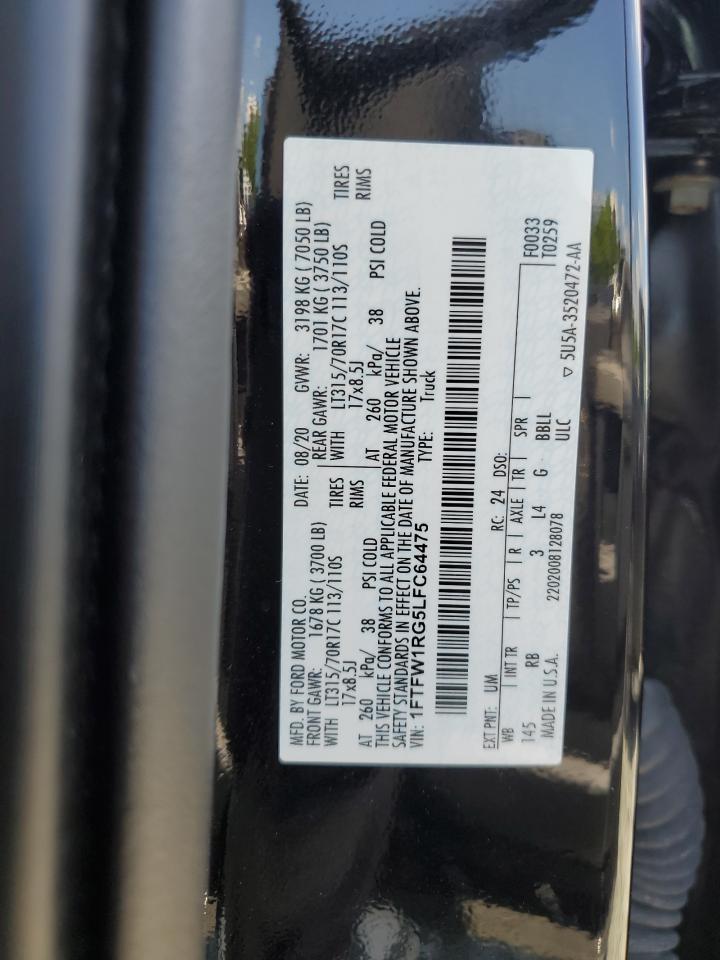 MFD. BY FORD MOTOR CO.
DATE: 08/20 GVWR: 3198 KG ( 7050 LB)
FRONT GAWR: 1678 KG ( 3700 LB) REAR GAWR: 1701 KG ( 3750 LB)
WITH LT315/70R17C 113/110S TIRES WITH LT315/70R17C 113/110S TIRES
17x8.5J RIMS 17x8.5J RIMS
AT 260 kPa/ 38 PSI COLD AT 260 kPa/ 38 PSI COLD
THIS VEHICLE CONFORMS TO ALL APPLICABLE FEDERAL MOTOR VEHICLE
SAFETY STANDARDS IN EFFECT ON THE DATE OF MANUFACTURE SHOWN ABOVE.
VIN: 1FTFW1RG5LFC64475 TYPE: Truck
EXT PNT: UM RC: 24 DSO: F0033
WB INT TR TP/PS R AXLE TR SPR T0259
145 RB 3 L4 G BBLL
MADE IN U.S.A. 2202008128078 ULC ▽ 5U5A-3520472-AA